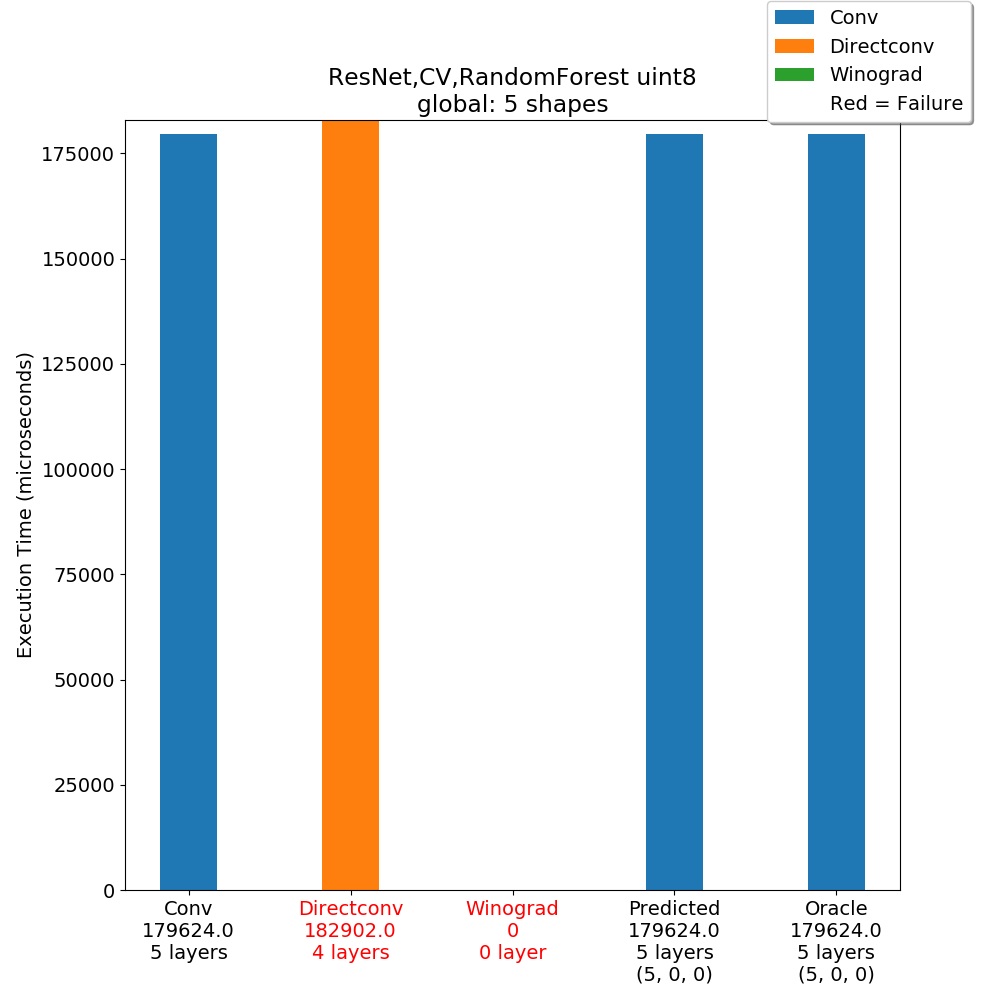 Conv
Directconv
Winograd
Red = Failure
ResNet,CV,RandomForest uint8
global: 5 shapes
Execution Time (microseconds)
175000
150000
125000
100000
75000
50000
25000
0
Conv
179624.0
5 layers
Directconv
182902.0
4 layers
Winograd
0
0 layer
Predicted
179624.0
5 layers
(5, 0, 0)
Oracle
179624.0
5 layers
(5, 0, 0)